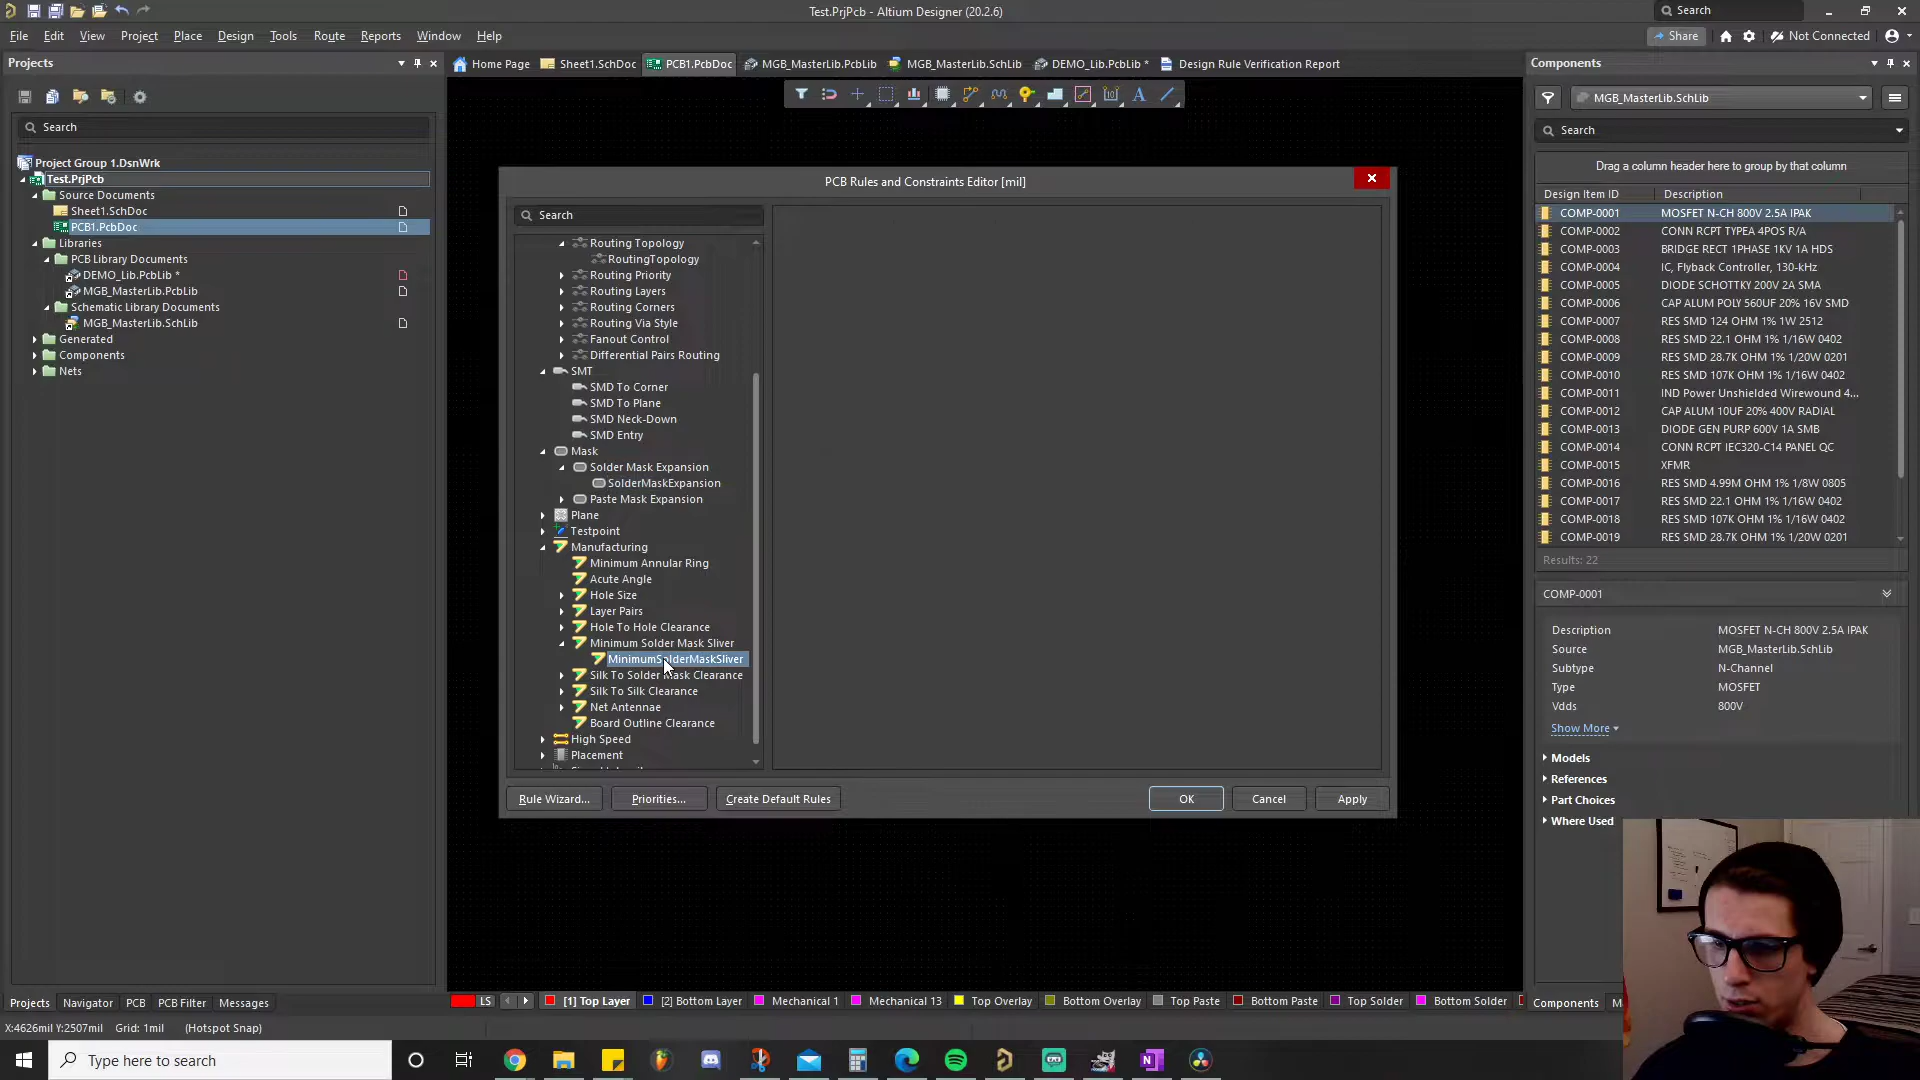 Test.PrjPcb - Altium Designer (20.2.6)
Search
File Edit View Project Place Design Tools Route Reports Window Help
Share
Not Connected
Projects
Home Page
Sheet1.SchDoc
PCB1.PcbDoc
MGB_MasterLib.PcbLib
MGB_MasterLib.SchLib
DEMO_Lib.PcbLib *
Design Rule Verification Report
Components
MGB_MasterLib.SchLib
Search
Search
Project Group 1.DsnWrk
Test.PrjPcb
Source Documents
Sheet1.SchDoc
PCB1.PcbDoc
Libraries
PCB Library Documents
DEMO_Lib.PcbLib *
MGB_MasterLib.PcbLib
Schematic Library Documents
MGB_MasterLib.SchLib
Generated
Components
Nets
PCB Rules and Constraints Editor [mil]
Search
Routing Topology
RoutingTopology
Routing Priority
Routing Layers
Routing Corners
Routing Via Style
Fanout Control
Differential Pairs Routing
SMT
SMD To Corner
SMD To Plane
SMD Neck-Down
SMD Entry
Mask
Solder Mask Expansion
SolderMaskExpansion
Paste Mask Expansion
Plane
Testpoint
Manufacturing
Minimum Annular Ring
Acute Angle
Hole Size
Layer Pairs
Hole To Hole Clearance
Minimum Solder Mask Sliver
MinimumSolderMaskSliver
Silk To Solder Mask Clearance
Silk To Silk Clearance
Net Antennae
Board Outline Clearance
High Speed
Placement
Rule Wizard...
Priorities...
Create Default Rules
OK
Cancel
Apply
Drag a column header here to group by that column
Design Item ID Description
COMP-0001 MOSFET N-CH 800V 2.5A IPAK
COMP-0002 CONN RCPT TYPEA 4POS R/A
COMP-0003 BRIDGE RECT 1PHASE 1KV 1A HDS
COMP-0004 IC, Flyback Controller, 130-kHz
COMP-0005 DIODE SCHOTTKY 200V 2A SMA
COMP-0006 CAP ALUM POLY 560UF 20% 16V SMD
COMP-0007 RES SMD 124 OHM 1% 1W 2512
COMP-0008 RES SMD 22.1 OHM 1% 1/16W 0402
COMP-0009 RES SMD 28.7K OHM 1% 1/20W 0201
COMP-0010 RES SMD 107K OHM 1% 1/16W 0402
COMP-0011 IND Power Unshielded Wirewound 4...
COMP-0012 CAP ALUM 10UF 20% 400V RADIAL
COMP-0013 DIODE GEN PURP 600V 1A SMB
COMP-0014 CONN RCPT IEC320-C14 PANEL QC
COMP-0015 XFMR
COMP-0016 RES SMD 4.99M OHM 1% 1/8W 0805
COMP-0017 RES SMD 22.1 OHM 1% 1/16W 0402
COMP-0018 RES SMD 107K OHM 1% 1/16W 0402
COMP-0019 RES SMD 28.7K OHM 1% 1/20W 0201
Results: 22
COMP-0001
Description MOSFET N-CH 800V 2.5A IPAK
Source MGB_MasterLib.SchLib
Subtype N-Channel
Type MOSFET
Vdds 800V
Show More
Models
References
Part Choices
Where Used
Projects Navigator PCB PCB Filter Messages
LS
[1] Top Layer
[2] Bottom Layer
Mechanical 1
Mechanical 13
Top Overlay
Bottom Overlay
Top Paste
Bottom Paste
Top Solder
Bottom Solder
Components
X:4626mil Y:2507mil Grid: 1mil (Hotspot Snap)
Type here to search